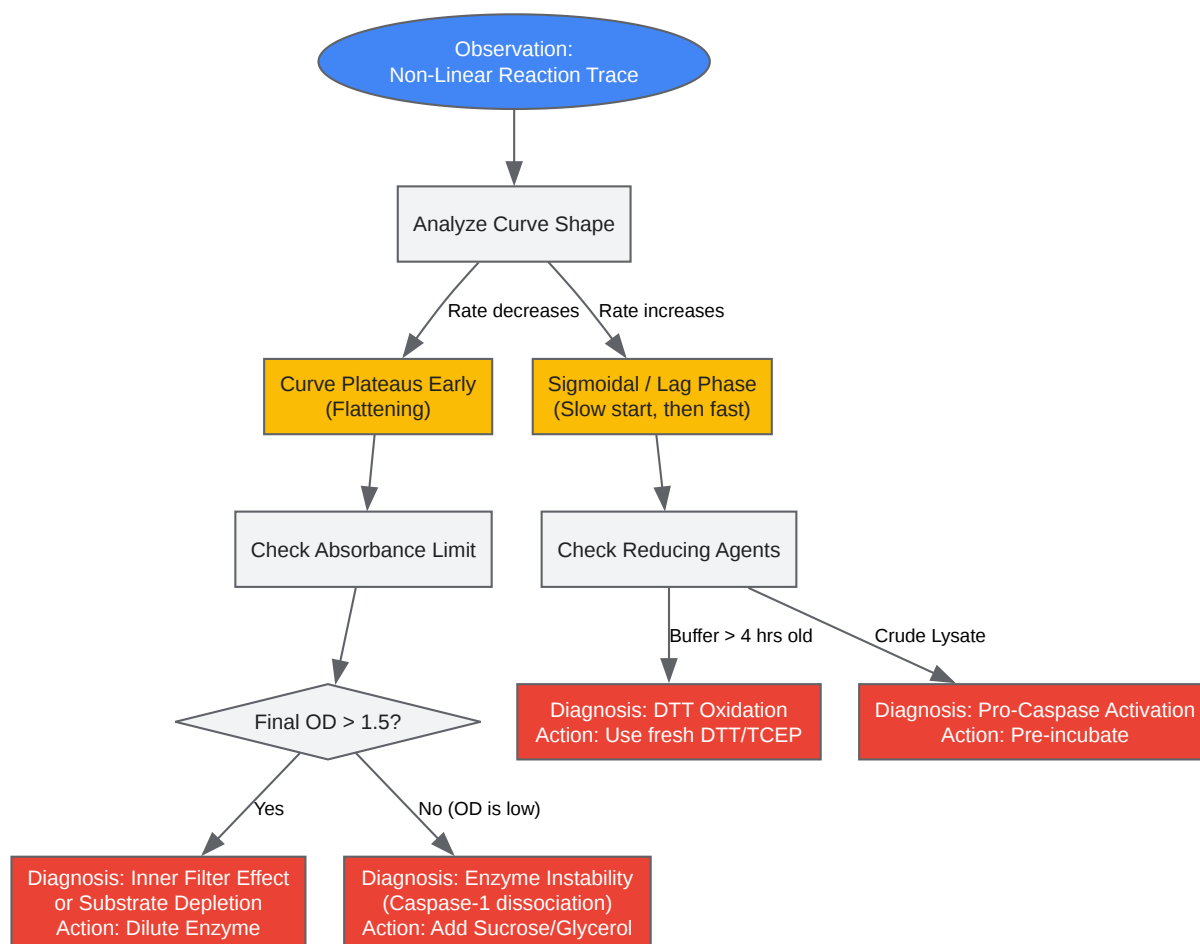 Observation:
Non-Linear Reaction Trace
Analyze Curve Shape
Rate decreases
Rate increases
Curve Plateaus Early
(Flattening)
Sigmoidal / Lag Phase
(Slow start, then fast)
Check Absorbance Limit
Check Reducing Agents
Buffer > 4 hrs old
Crude Lysate
Final OD > 1.5?
Diagnosis: DTT Oxidation
Action: Use fresh DTT/TCEP
Diagnosis: Pro-Caspase Activation
Action: Pre-incubate
Yes
No (OD is low)
Diagnosis: Inner Filter Effect
or Substrate Depletion
Action: Dilute Enzyme
Diagnosis: Enzyme Instability
(Caspase-1 dissociation)
Action: Add Sucrose/Glycerol